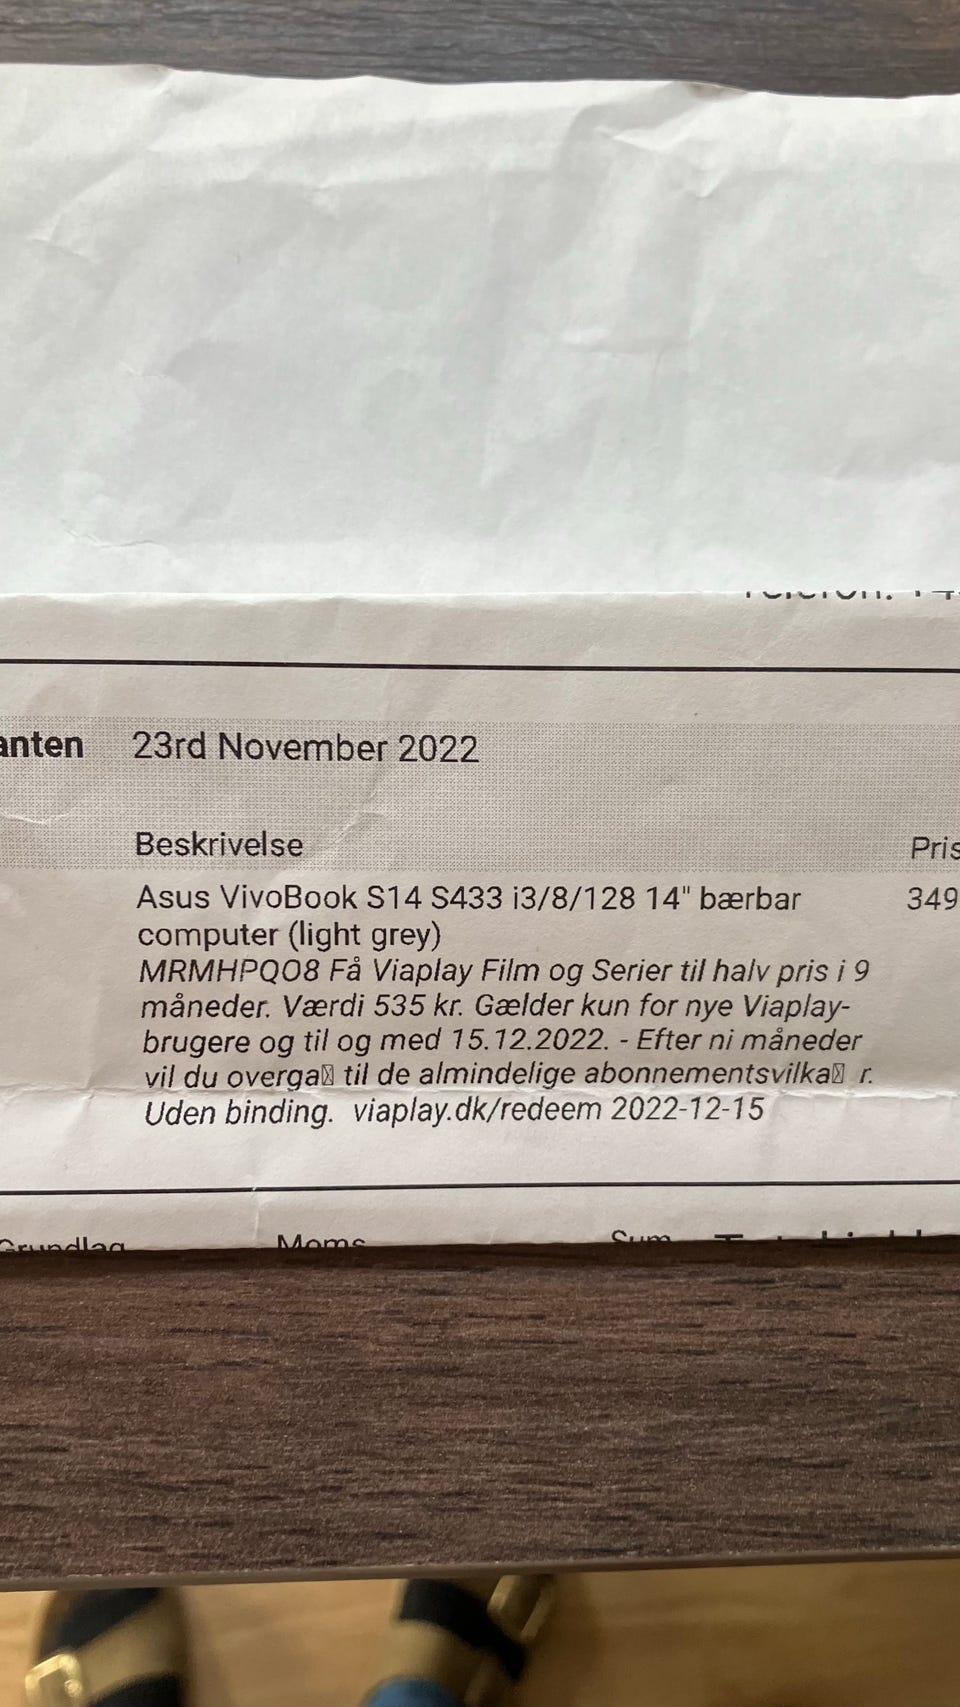 23rd November 2022
Beskrivelse
Asus VivoBook S14 S433 i3/8/128 14" bærbar
computer (light grey)
MRMHPQO8 Få Viaplay Film og Serier til halv pris i 9
måneder. Værdi 535 kr. Gælder kun for nye Viaplay-
brugere og til og med 15.12.2022. - Efter ni måneder
vil du overga til de almindelige abonnementsvilka r.
Uden binding. viaplay.dk/redeem 2022-12-15
Grundlag Moms Sum